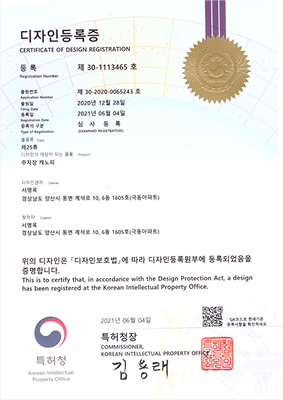 디자인등록증
CERTIFICATE OF DESIGN REGISTRATION
등 록 제 30-1113465 호
Registration Number
출원번호 제 30-2020-0065243 호
Application Number
출원일 2020년 12월 28일
Filing Date
등록일 2021년 06월 04일
Registration Date
등록의 구분 심 사 등 록
Type of Registration (EXAMINED REGISTRATION)
물품류 Class
제25류
디자인의 대상이 되는 물품 Product
주차장 캐노피
디자인권자 Owner
서영옥
경상남도 양산시 동면 계석로 10, 6동 1605호(극동아파트)
창작자 Creator
서영옥
경상남도 양산시 동면 계석로 10, 6동 1605호(극동아파트)
위의 디자인은 「디자인보호법」에 따라 디자인등록원부에 등록되었음을
증명합니다.
This is to certify that, in accordance with the Design Protection Act, a design
has been registered at the Korean Intellectual Property Office.
2021년 06월 04일
QR코드로 현재기준
등록사항을 확인하세요
특허청
Korean Intellectual
Property Office
특허청장
COMMISSIONER,
KOREAN INTELLECTUAL PROPERTY OFFICE
김용래